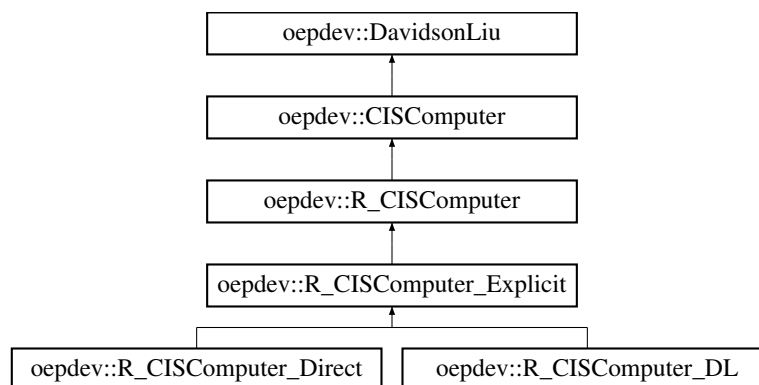 oepdev::DavidsonLiu
oepdev::CISComputer
oepdev::R_CISComputer
oepdev::R_CISComputer_Explicit
oepdev::R_CISComputer_Direct
oepdev::R_CISComputer_DL